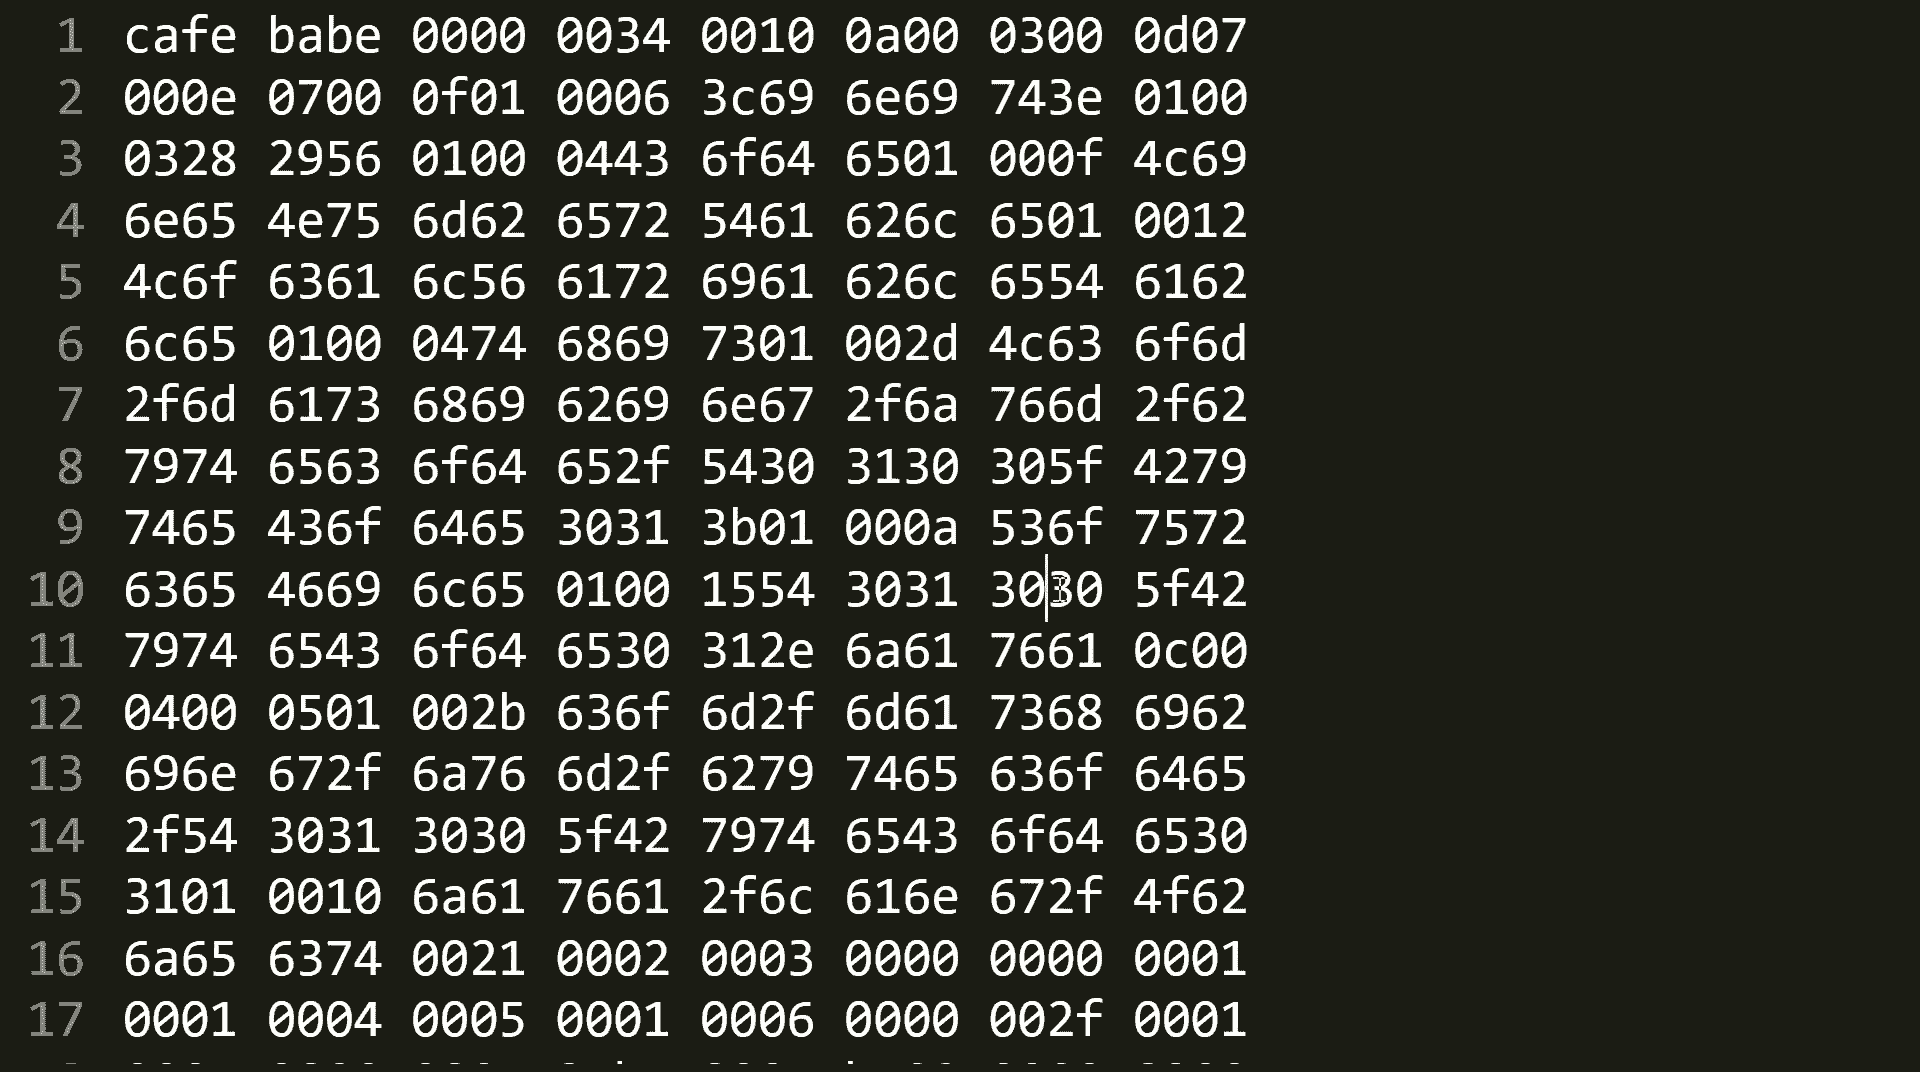 1 cafe babe 0000 0034 0010 0a00 0300 0d07
2 000e 0700 0f01 0006 3c69 6e69 743e 0100
3 0328 2956 0100 0443 6f64 6501 000f 4c69
4 6e65 4e75 6d62 6572 5461 626c 6501 0012
5 4c6f 6361 6c56 6172 6961 626c 6554 6162
6 6c65 0100 0474 6869 7301 002d 4c63 6f6d
7 2f6d 6173 6869 6269 6e67 2f6a 766d 2f62
8 7974 6563 6f64 652f 5430 3130 305f 4279
9 7465 436f 6465 3031 3b01 000a 536f 7572
10 6365 4669 6c65 0100 1554 3031 3030 5f42
11 7974 6543 6f64 6530 312e 6a61 7661 0c00
12 0400 0501 002b 636f 6d2f 6d61 7368 6962
13 696e 672f 6a76 6d2f 6279 7465 636f 6465
14 2f54 3031 3030 5f42 7974 6543 6f64 6530
15 3101 0010 6a61 7661 2f6c 616e 672f 4f62
16 6a65 6374 0021 0002 0003 0000 0000 0001
17 0001 0004 0005 0001 0006 0000 002f 0001